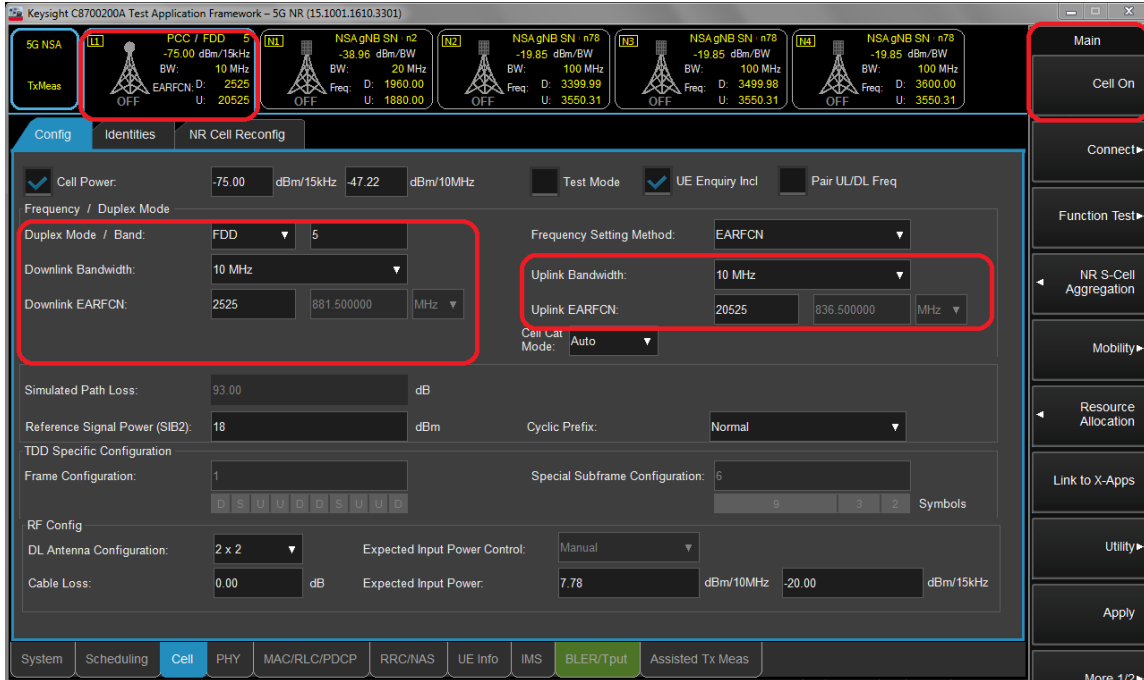 Keysight C8700200A Test Application Framework – 5G NR (15.1001.1610.3301)
5G NSA
TxMeas
L1 PCC / FDD 5
-75.00 dBm/15kHz
BW: 10 MHz
EARFCN: D: 2525
OFF U: 20525
N1 NSA gNB SN : n2
-38.96 dBm/BW
BW: 20 MHz
Freq: D: 1960.00
OFF U: 1880.00
N2 NSA gNB SN : n78
-19.85 dBm/BW
BW: 100 MHz
Freq: D: 3399.99
OFF U: 3550.31
N3 NSA gNB SN : n78
-19.85 dBm/BW
BW: 100 MHz
Freq: D: 3499.98
OFF U: 3550.31
N4 NSA gNB SN : n78
-19.85 dBm/BW
BW: 100 MHz
Freq: D: 3600.00
OFF U: 3550.31
Config Identities NR Cell Reconfig
Cell Power: -75.00 dBm/15kHz -47.22 dBm/10MHz Test Mode UE Enquiry Incl Pair UL/DL Freq
Frequency / Duplex Mode
Duplex Mode / Band: FDD 5 Frequency Setting Method: EARFCN
Downlink Bandwidth: 10 MHz Uplink Bandwidth: 10 MHz
Downlink EARFCN: 2525 881.500000 MHz Uplink EARFCN: 20525 836.500000 MHz
Cell Cat
Mode: Auto
Simulated Path Loss: 93.00 dB
Reference Signal Power (SIB2): 18 dBm Cyclic Prefix: Normal
TDD Specific Configuration
Frame Configuration: 1 Special Subframe Configuration: 6
D S U U D D S U U D 9 3 2 Symbols
RF Config
DL Antenna Configuration: 2 x 2 Expected Input Power Control: Manual
Cable Loss: 0.00 dB Expected Input Power: 7.78 dBm/10MHz -20.00 dBm/15kHz
System Scheduling Cell PHY MAC/RLC/PDCP RRC/NAS UE Info IMS BLER/Tput Assisted Tx Meas
Main
Cell On
Connect
Function Test
NR S-Cell
Aggregation
Mobility
Resource
Allocation
Link to X-Apps
Utility
Apply
More 1/2